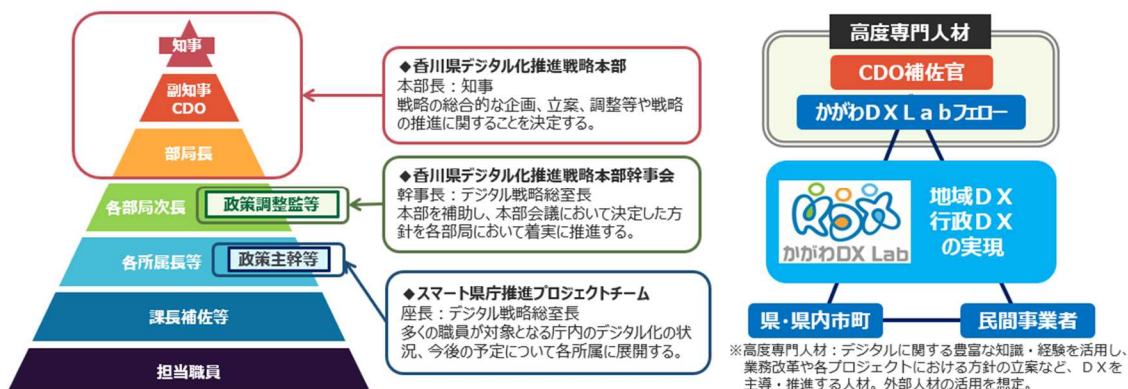 知事
副知事
CDO
部局長
各部局次長
政策調整監等
各所属長等
政策主幹等
課長補佐等
担当職員
◆香川県デジタル化推進戦略本部
本部長：知事
戦略の総合的な企画、立案、調整等や戦略
の推進に関することを決定する。
◆香川県デジタル化推進戦略本部幹事会
幹事長：デジタル戦略総室長
本部を補助し、本部会議において決定した方
針を各部局において着実に推進する。
◆スマート県庁推進プロジェクトチーム
座長：デジタル戦略総室長
多くの職員が対象となる庁内のデジタル化の状
況、今後の予定について各所属に展開する。
高度専門人材
CDO補佐官
かがわDXLabフェロー
KDX
かがわDX Lab
地域DX
行政DX
の実現
県・県内市町
民間事業者
※高度専門人材：デジタルに関する豊富な知識・経験を活用し、
業務改革や各プロジェクトにおける方針の立案など、DXを
主導・推進する人材。外部人材の活用を想定。